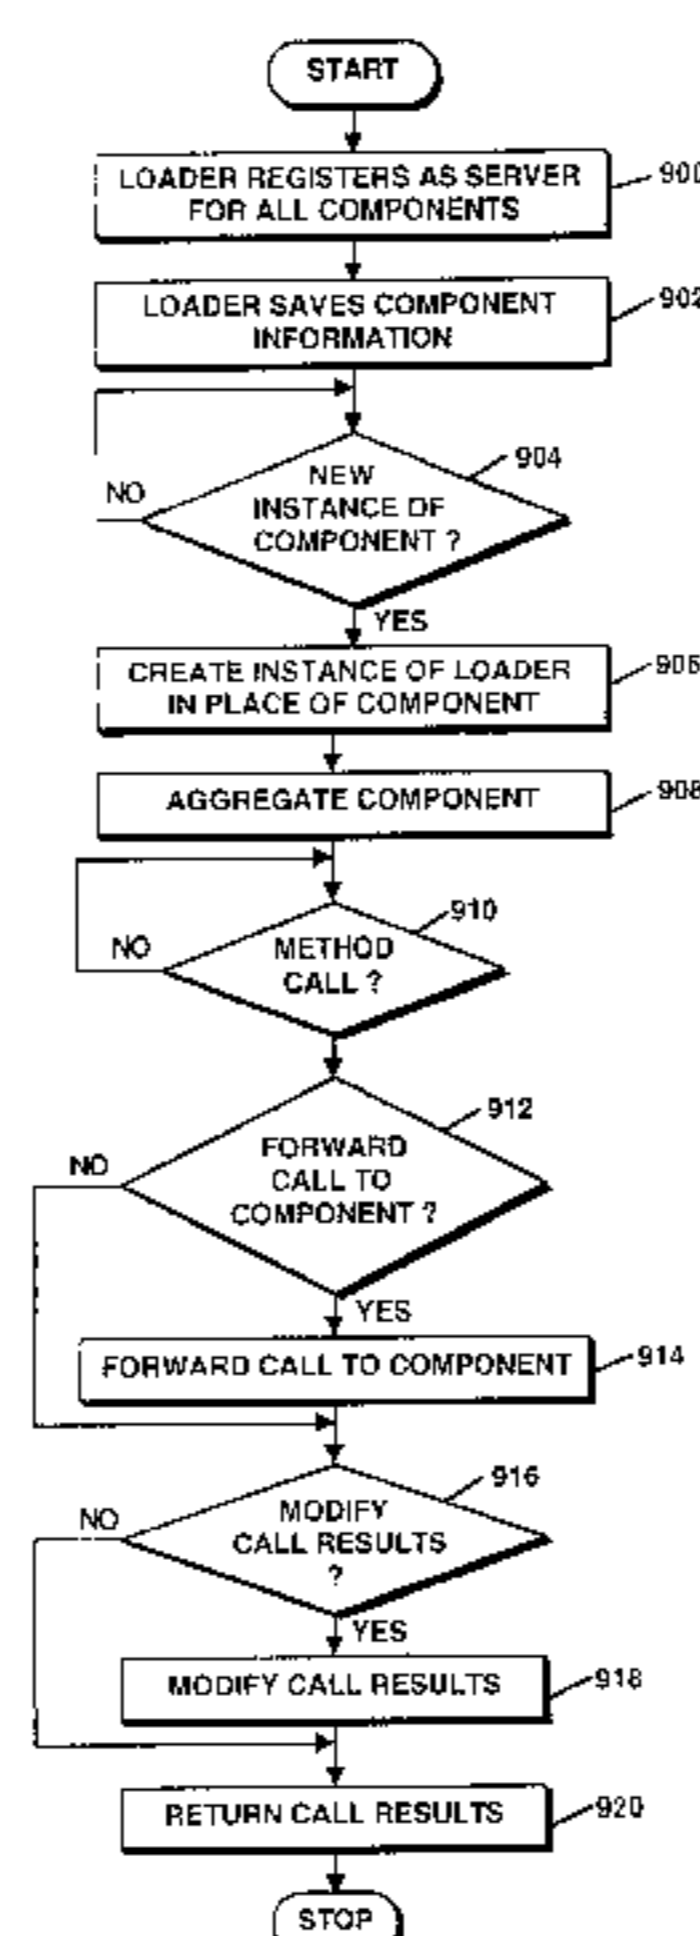 START
LOADER REGISTERS AS SERVER
FOR ALL COMPONENTS
900
LOADER SAVES COMPONENT
INFORMATION
902
904
NEW
INSTANCE OF
COMPONENT ?
NO
YES
CREATE INSTANCE OF LOADER
IN PLACE OF COMPONENT
906
AGGREGATE COMPONENT
908
910
METHOD
CALL ?
NO
912
FORWARD
CALL TO
COMPONENT ?
NO
YES
FORWARD CALL TO COMPONENT
914
916
MODIFY
CALL RESULTS
?
NO
YES
MODIFY CALL RESULTS
918
RETURN CALL RESULTS
920
STOP